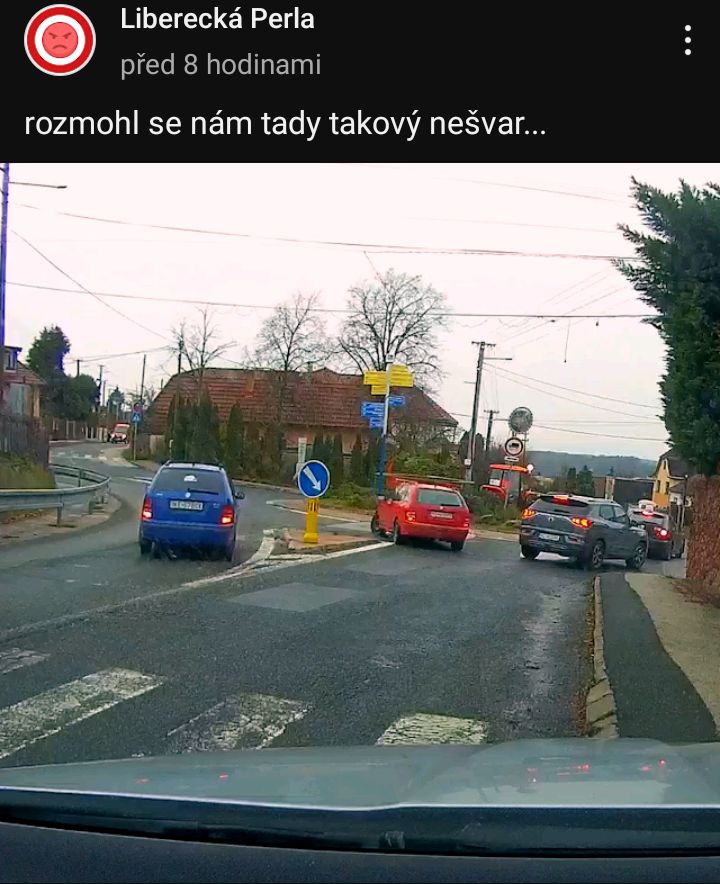 Liberecká Perla
před 8 hodinami
rozmohl se nám tady takový nešvar...